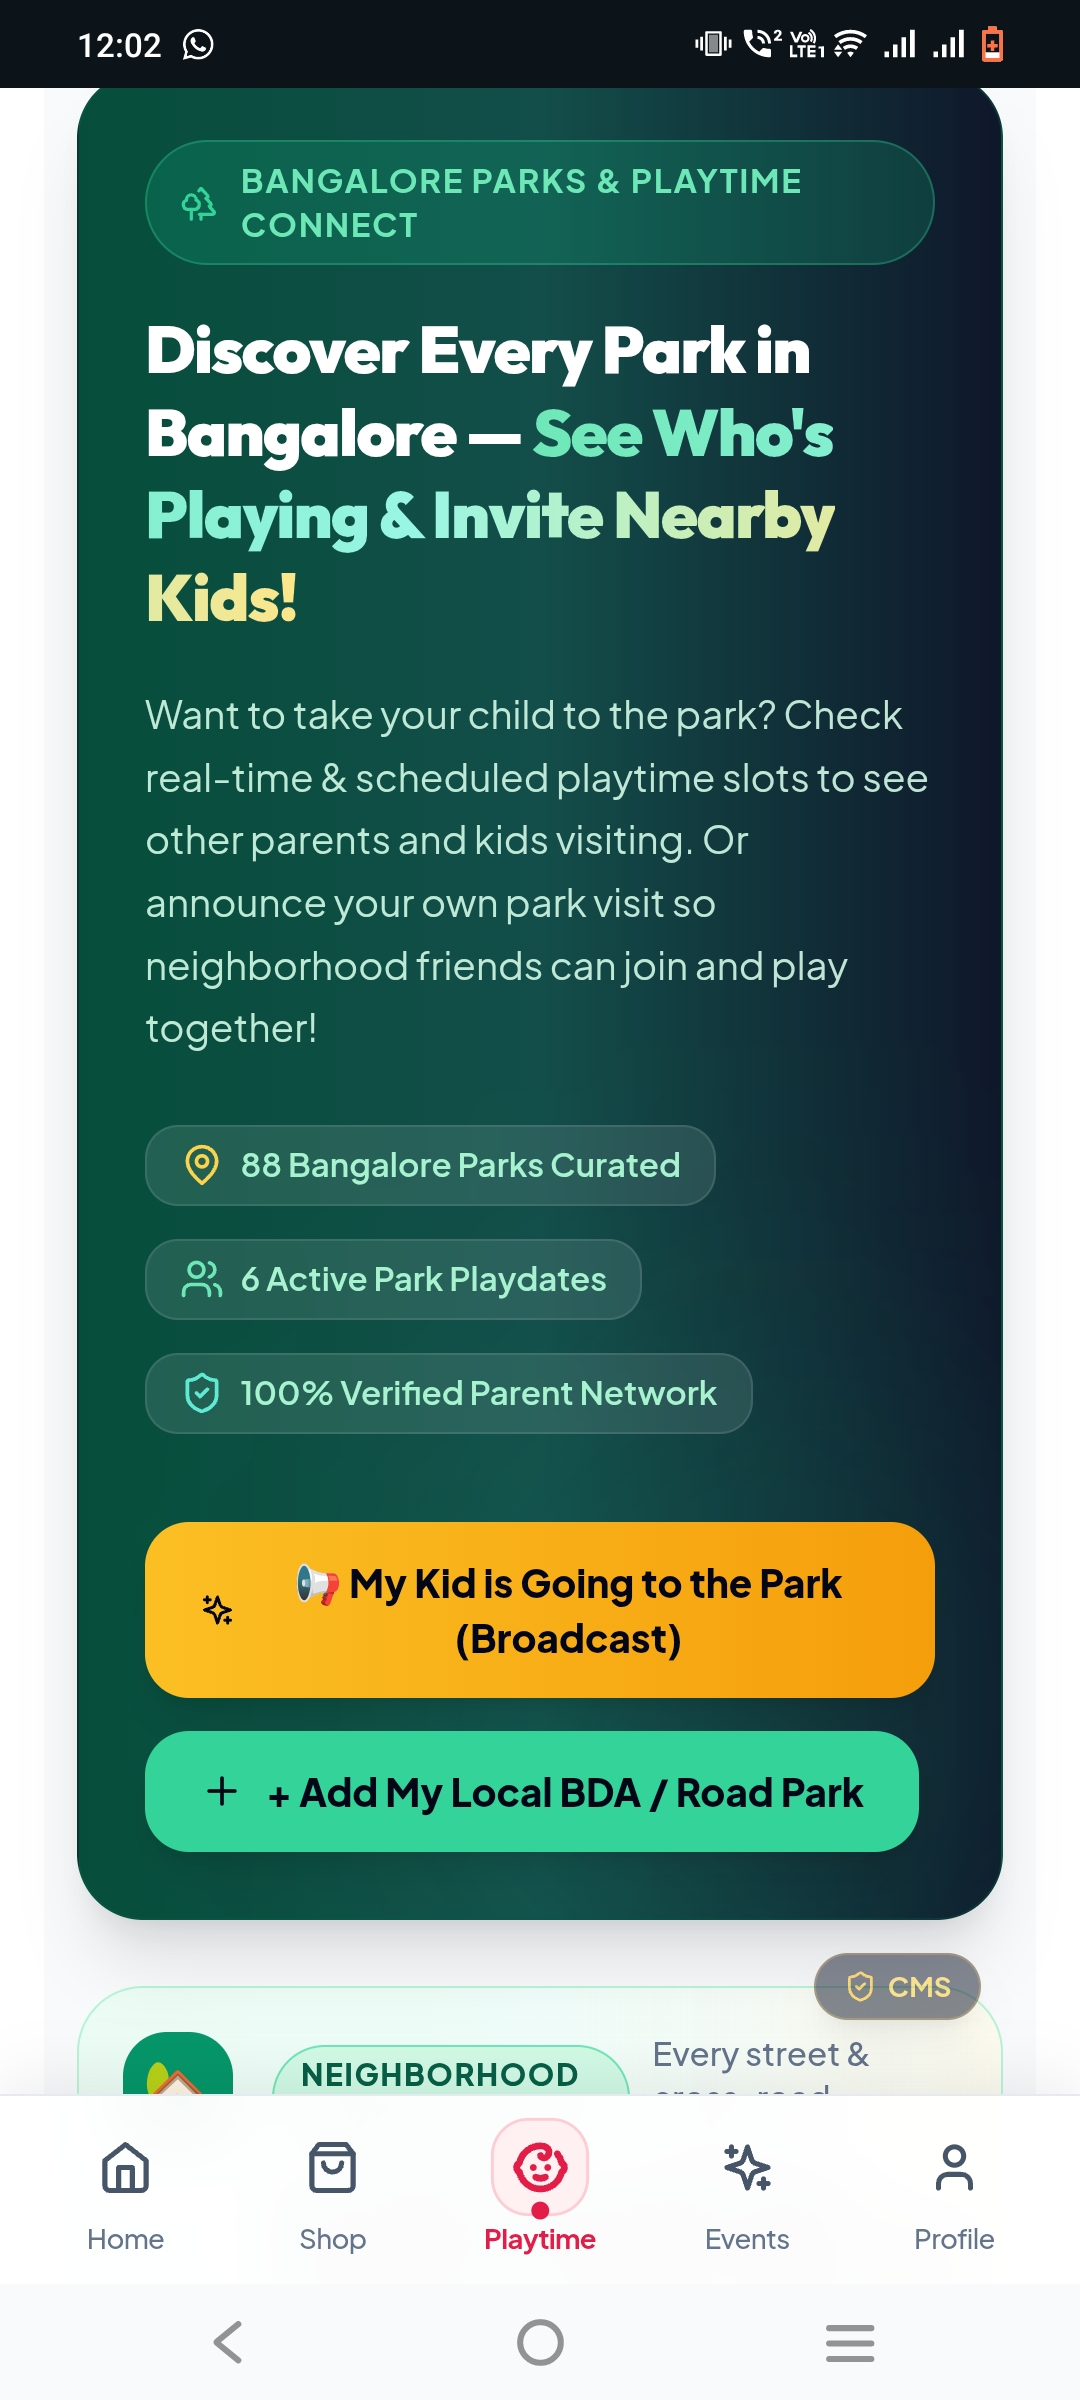 12:02
2
Vo))
LTE1
BANGALORE PARKS & PLAYTIME
CONNECT
Discover Every Park in
Bangalore — See Who's
Playing & Invite Nearby
Kids!
Want to take your child to the park? Check
real-time & scheduled playtime slots to see
other parents and kids visiting. Or
announce your own park visit so
neighborhood friends can join and play
together!
88 Bangalore Parks Curated
6 Active Park Playdates
100% Verified Parent Network
📢 My Kid is Going to the Park
(Broadcast)
+ Add My Local BDA / Road Park
CMS
NEIGHBORHOOD
Every street &
Home
Shop
Playtime
Events
Profile